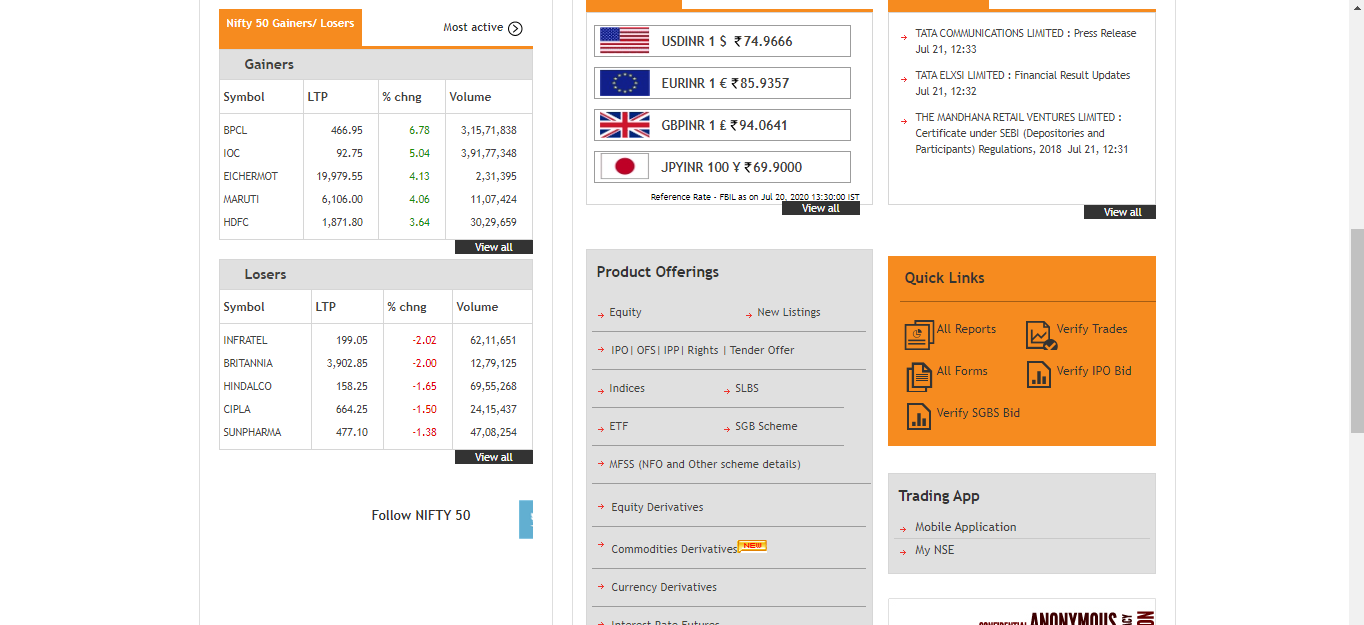 Nifty 50 Gainers/ Losers
Most active
Gainers
Symbol LTP % chng Volume
BPCL 466.95 6.78 3,15,71,838
IOC 92.75 5.04 3,91,77,348
EICHERMOT 19,979.55 4.13 2,31,395
MARUTI 6,106.00 4.06 11,07,424
HDFC 1,871.80 3.64 30,29,659
View all
Losers
Symbol LTP % chng Volume
INFRATEL 199.05 -2.02 62,11,651
BRITANNIA 3,902.85 -2.00 12,79,125
HINDALCO 158.25 -1.65 69,55,268
CIPLA 664.25 -1.50 24,15,437
SUNPHARMA 477.10 -1.38 47,08,254
View all
Follow NIFTY 50
USDINR 1 $ ₹74.9666
EURINR 1 € ₹85.9357
GBPINR 1 £ ₹94.0641
JPYINR 100 ¥ ₹69.9000
Reference Rate - FBIL as on Jul 20, 2020 13:30:00 IST
View all
Product Offerings
Equity New Listings
IPO| OFS| IPP| Rights | Tender Offer
Indices SLBS
ETF SGB Scheme
MFSS (NFO and Other scheme details)
Equity Derivatives
Commodities Derivatives NEW
Currency Derivatives
Interest Rate Futures
TATA COMMUNICATIONS LIMITED : Press Release
Jul 21, 12:33
TATA ELXSI LIMITED : Financial Result Updates
Jul 21, 12:32
THE MANDHANA RETAIL VENTURES LIMITED :
Certificate under SEBI (Depositories and
Participants) Regulations, 2018 Jul 21, 12:31
View all
Quick Links
All Reports Verify Trades
All Forms Verify IPO Bid
Verify SGBS Bid
Trading App
Mobile Application
My NSE
CONFIDENTIAL ANONYMOUS